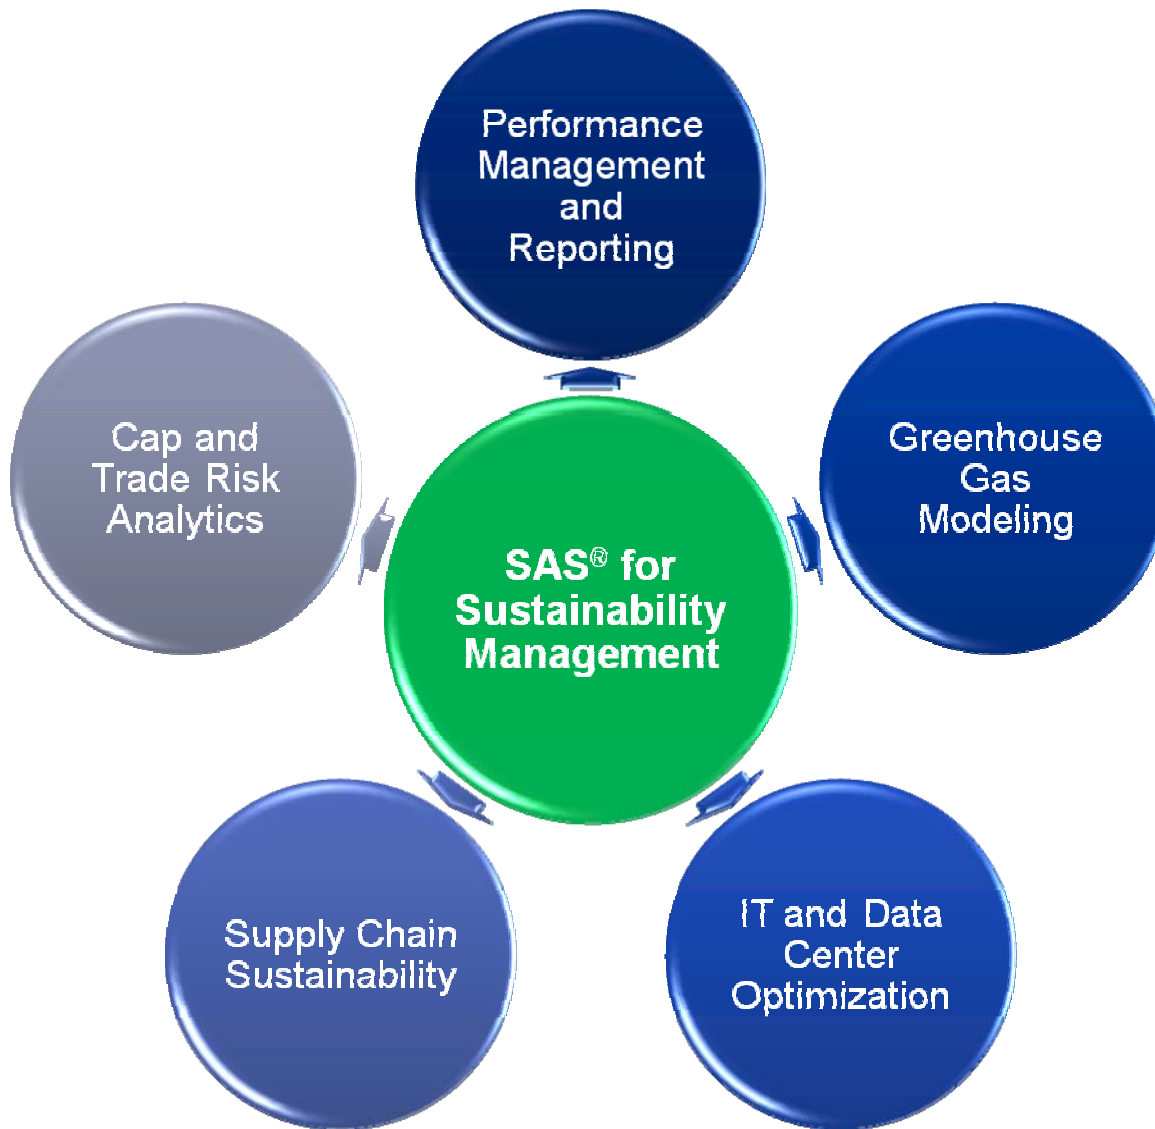 Performance
Management
and
Reporting
Cap and
Trade Risk
Analytics
Greenhouse
Gas
Modeling
SAS® for
Sustainability
Management
Supply Chain
Sustainability
IT and Data
Center
Optimization